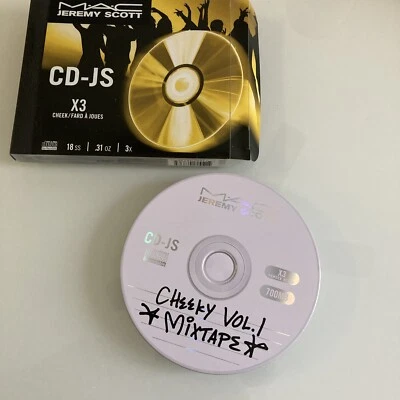 MAC
JEREMY SCOTT
CD-JS
X3
CHEEK/FARD À JOUES
18 SS .31 OZ 3X
MAC
JEREMY SCOTT
CD-JS
X3
700
CHEEKY VOL.1
*MIXTAPE*